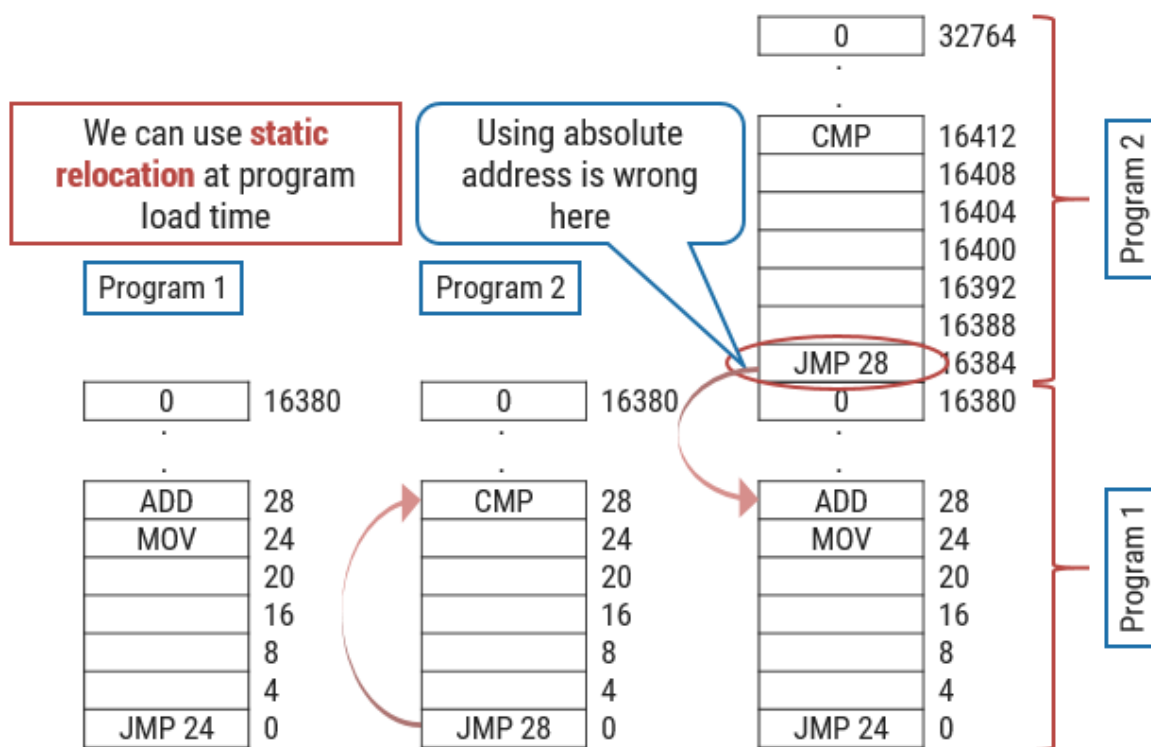 We can use static
relocation at program
load time
Using absolute
address is wrong
here
Program 1
0 16380
.
.
ADD 28
MOV 24
20
16
8
4
JMP 24 0
Program 2
0 16380
.
.
CMP 28
24
20
16
8
4
JMP 28 0
0 32764
.
.
CMP 16412
16408
16404
16400
16392
16388
JMP 28 16384
0 16380
.
.
ADD 28
MOV 24
20
16
8
4
JMP 24 0
Program 2
Program 1